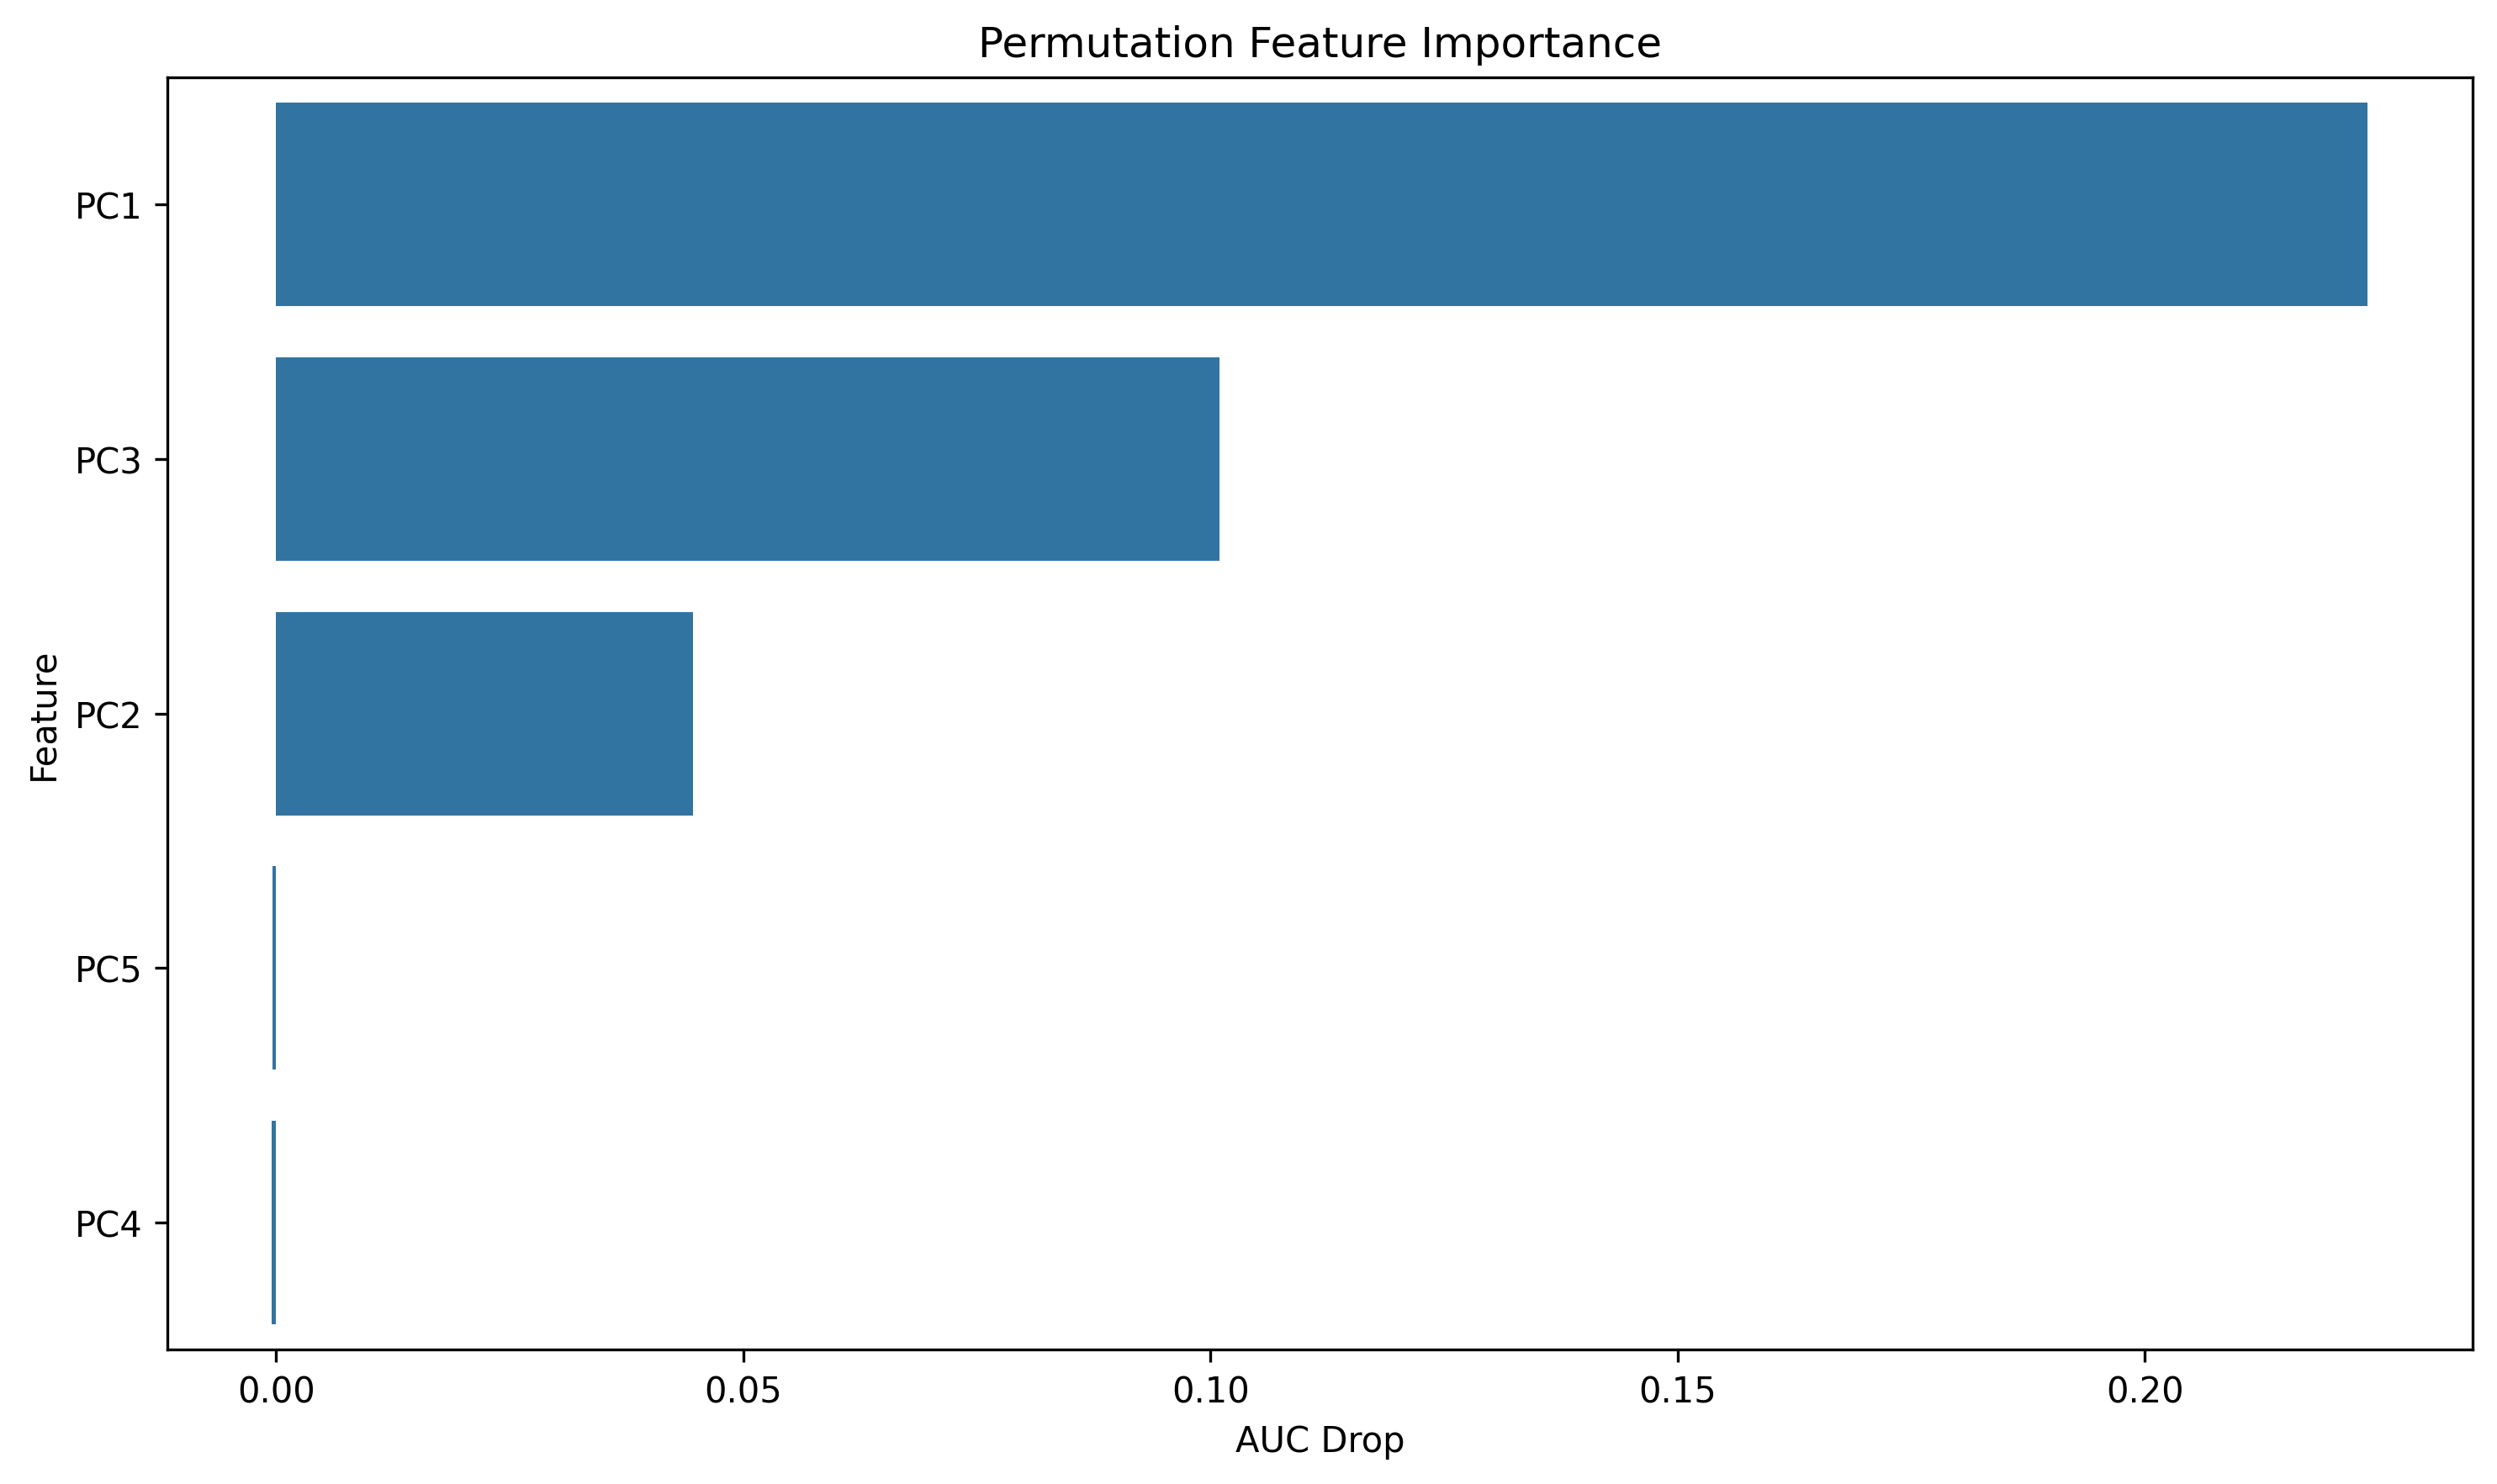 Permutation Feature Importance
PC1
PC3
PC2
PC5
PC4
Feature
0.00 0.05 0.10 0.15 0.20
AUC Drop